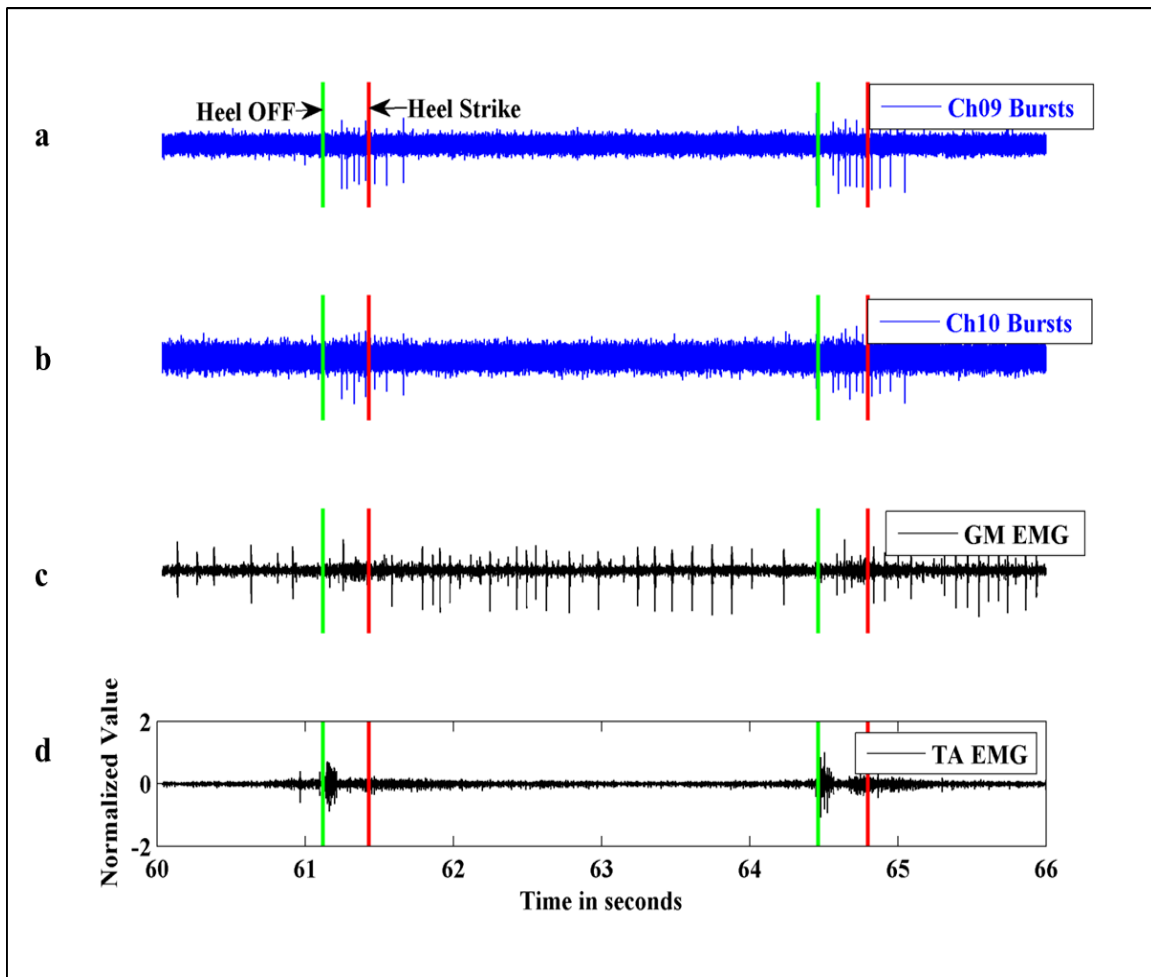 Heel OFF
Heel Strike
Ch09 Bursts
a
Ch10 Bursts
b
GM EMG
c
Normalized Value
2
0
-2
d
TA EMG
60 61 62 63 64 65 66
Time in seconds